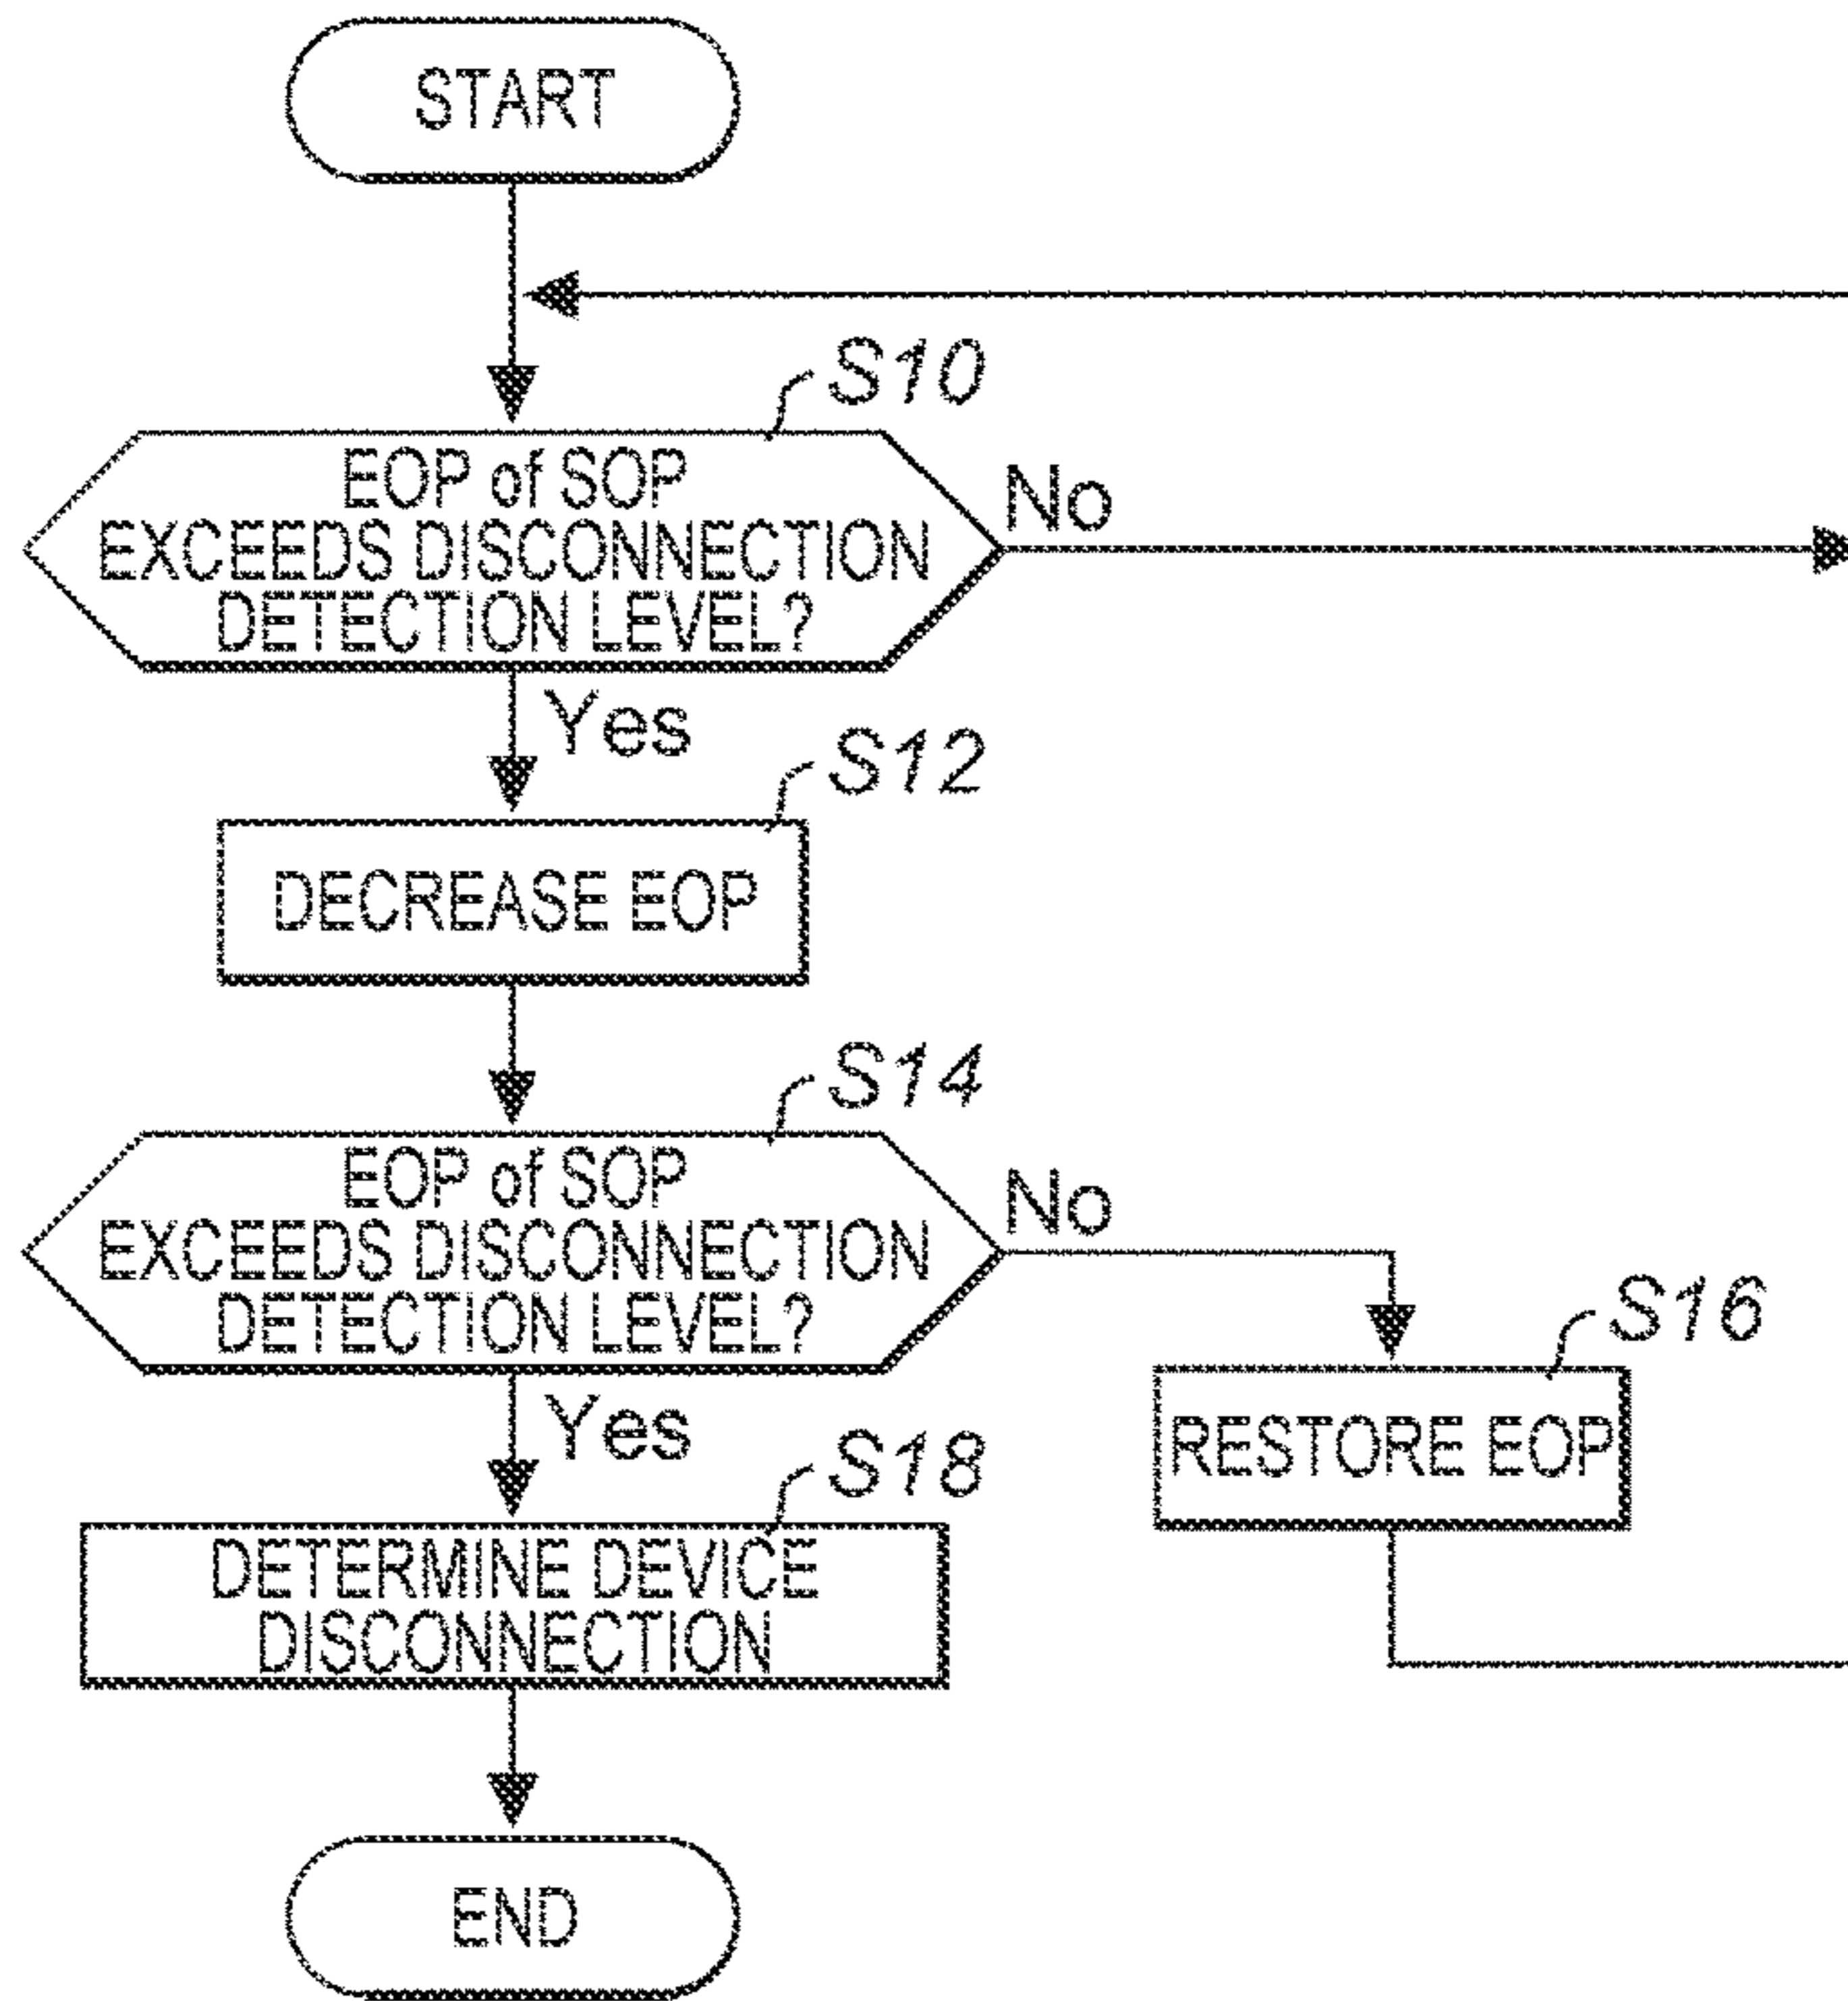 START
S10
EOP of SOP
EXCEEDS DISCONNECTION
DETECTION LEVEL?
No
Yes
S12
DECREASE EOP
S14
EOP of SOP
EXCEEDS DISCONNECTION
DETECTION LEVEL?
No
Yes
S16
RESTORE EOP
S18
DETERMINE DEVICE
DISCONNECTION
END